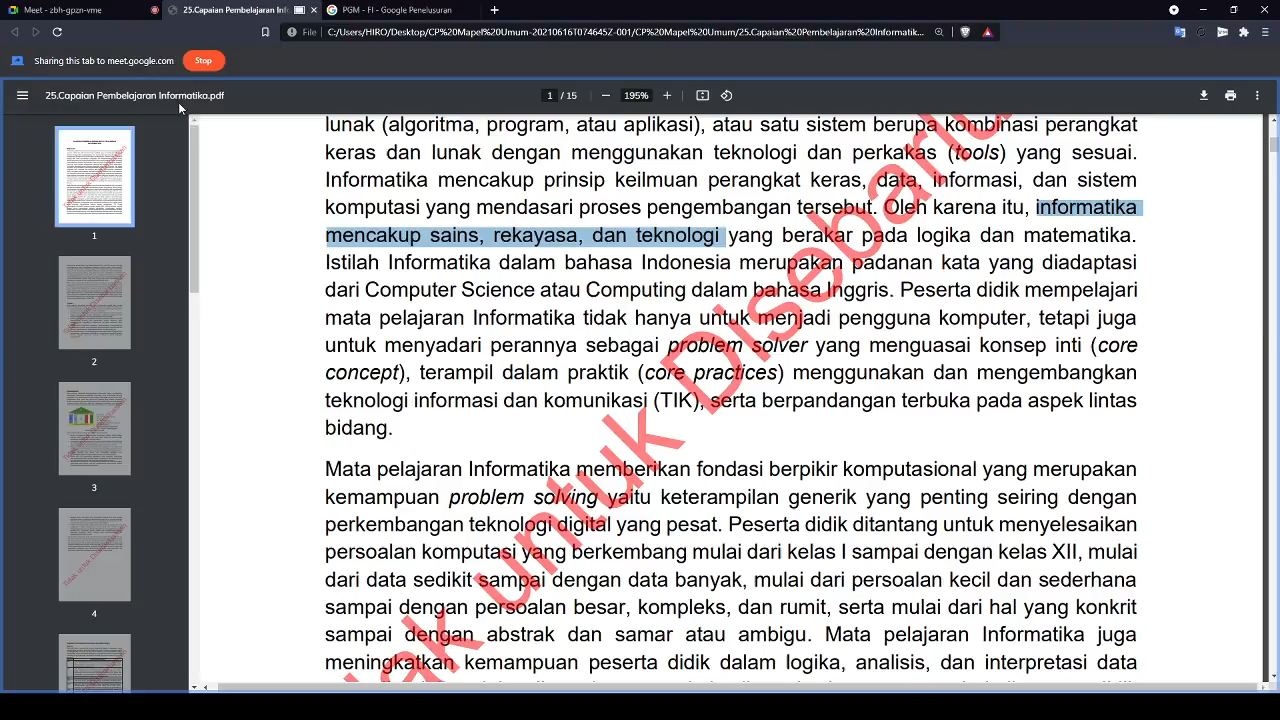 Meet - zbh-gpzn-vme
25.Capaian Pembelajaran Inf
PGM - FI - Google Penelusuran
File
C:/Users/HIRO/Desktop/CP%20Mapel%20Umum-20210616T074645Z-001/CP%20Mapel%20Umum/25.Capaian%20Pembelajaran%20Informatik...
Sharing this tab to meet.google.com
Stop
25.Capaian Pembelajaran Informatika.pdf
1 / 15
195%
lunak (algoritma, program, atau aplikasi), atau satu sistem berupa kombinasi perangkat
keras dan lunak dengan menggunakan teknologi dan perkakas (tools) yang sesuai.
Informatika mencakup prinsip keilmuan perangkat keras, data, informasi, dan sistem
komputasi yang mendasari proses pengembangan tersebut. Oleh karena itu, informatika
mencakup sains, rekayasa, dan teknologi yang berakar pada logika dan matematika.
Istilah Informatika dalam bahasa Indonesia merupakan padanan kata yang diadaptasi
dari Computer Science atau Computing dalam bahasa Inggris. Peserta didik mempelajari
mata pelajaran Informatika tidak hanya untuk menjadi pengguna komputer, tetapi juga
untuk menyadari perannya sebagai problem solver yang menguasai konsep inti (core
concept), terampil dalam praktik (core practices) menggunakan dan mengembangkan
teknologi informasi dan komunikasi (TIK), serta berpandangan terbuka pada aspek lintas
bidang.
Mata pelajaran Informatika memberikan fondasi berpikir komputasional yang merupakan
kemampuan problem solving yaitu keterampilan generik yang penting seiring dengan
perkembangan teknologi digital yang pesat. Peserta didik ditantang untuk menyelesaikan
persoalan komputasi yang berkembang mulai dari kelas I sampai dengan kelas XII, mulai
dari data sedikit sampai dengan data banyak, mulai dari persoalan kecil dan sederhana
sampai dengan persoalan besar, kompleks, dan rumit, serta mulai dari hal yang konkrit
sampai dengan abstrak dan samar atau ambigu. Mata pelajaran Informatika juga
meningkatkan kemampuan peserta didik dalam logika, analisis, dan interpretasi data
dak untuk Disebarlu
1
2
3
4